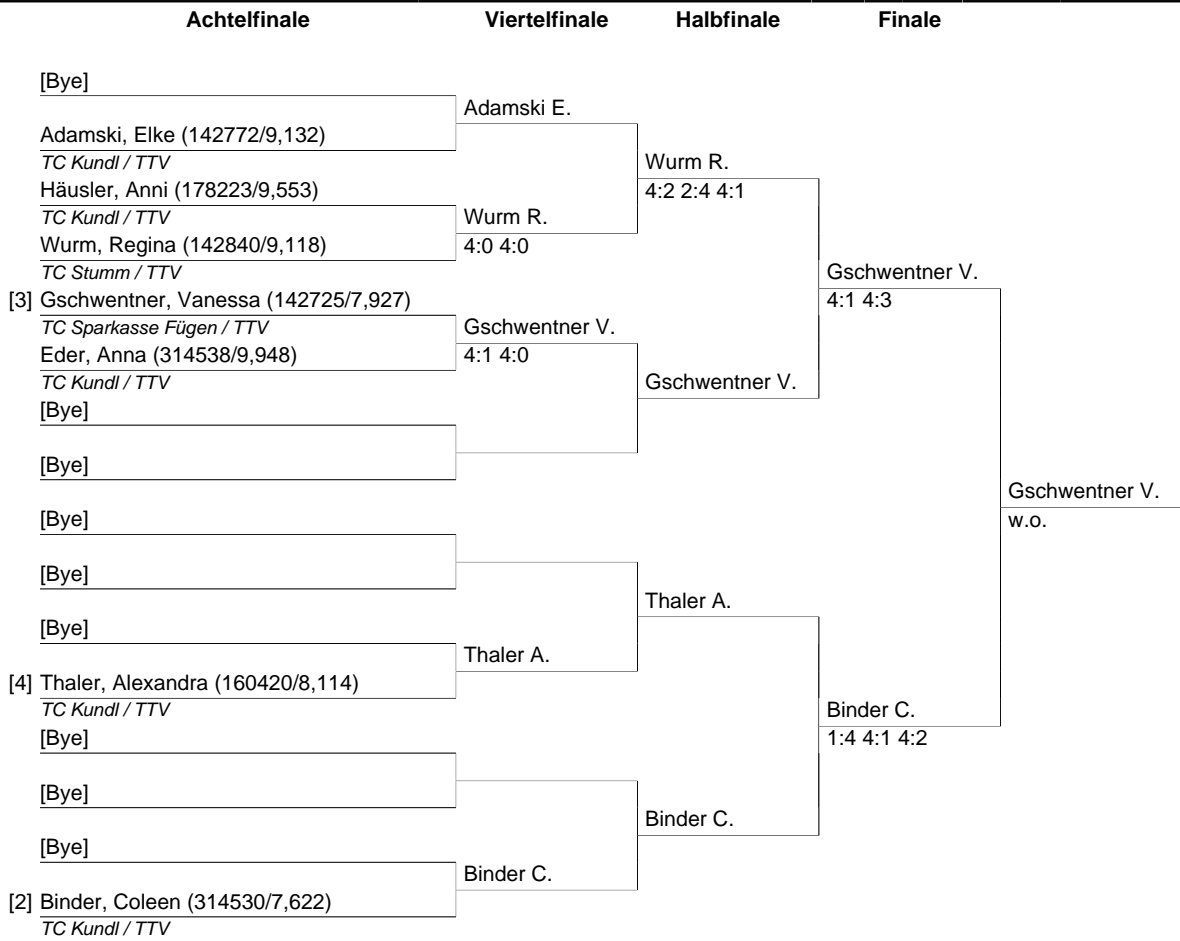 Achtelfinale Viertelfinale Halbfinale Finale
[Bye]
Adamski E.
Adamski, Elke (142772/9,132)
TC Kundl / TTV
Wurm R.
Häusler, Anni (178223/9,553)
4:2 2:4 4:1
TC Kundl / TTV
Wurm R.
Wurm, Regina (142840/9,118)
4:0 4:0
TC Stumm / TTV
Gschwentner V.
[3] Gschwentner, Vanessa (142725/7,927)
4:1 4:3
TC Sparkasse Fügen / TTV
Gschwentner V.
Eder, Anna (314538/9,948)
4:1 4:0
TC Kundl / TTV
Gschwentner V.
[Bye]
[Bye]
Gschwentner V.
[Bye]
w.o.
[Bye]
Thaler A.
[Bye]
Thaler A.
[4] Thaler, Alexandra (160420/8,114)
TC Kundl / TTV
Binder C.
[Bye]
1:4 4:1 4:2
[Bye]
Binder C.
[Bye]
Binder C.
[2] Binder, Coleen (314530/7,622)
TC Kundl / TTV